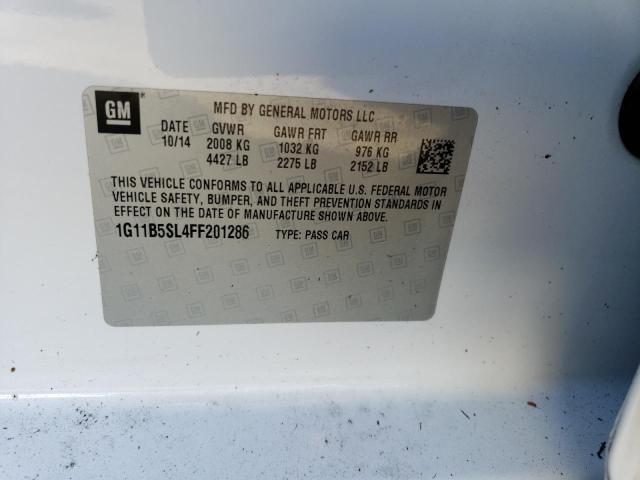 GM®
MFD BY GENERAL MOTORS LLC
DATE GVWR GAWR FRT GAWR RR
10/14 2008 KG 1032 KG 976 KG
4427 LB 2275 LB 2152 LB
THIS VEHICLE CONFORMS TO ALL APPLICABLE U.S. FEDERAL MOTOR
VEHICLE SAFETY, BUMPER, AND THEFT PREVENTION STANDARDS IN
EFFECT ON THE DATE OF MANUFACTURE SHOWN ABOVE.
1G11B5SL4FF201286 TYPE: PASS CAR